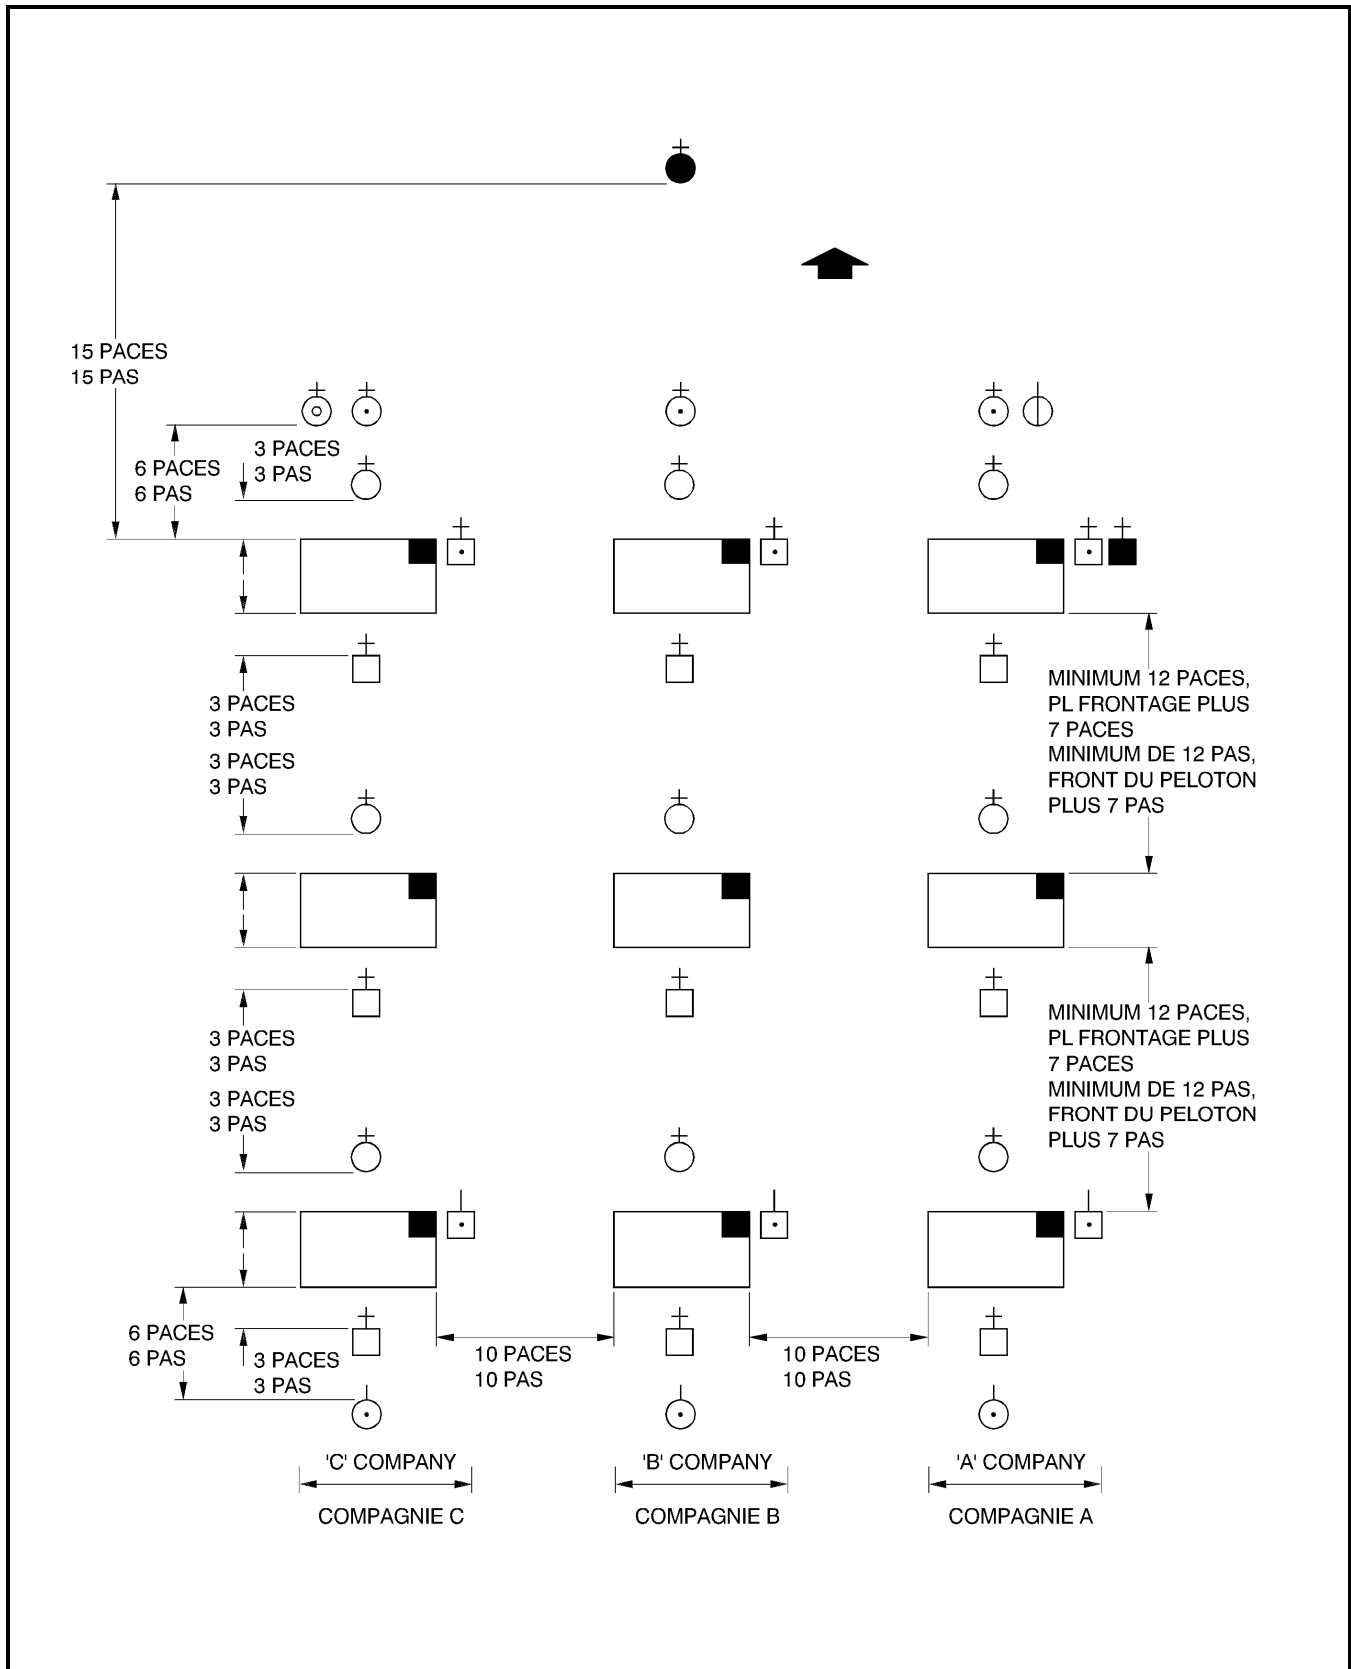 15 PACES
15 PAS
3 PACES
3 PAS
6 PACES
6 PAS
3 PACES
3 PAS
3 PACES
3 PAS
MINIMUM 12 PACES,
PL FRONTAGE PLUS
7 PACES
MINIMUM DE 12 PAS,
FRONT DU PELOTON
PLUS 7 PAS
3 PACES
3 PAS
3 PACES
3 PAS
MINIMUM 12 PACES,
PL FRONTAGE PLUS
7 PACES
MINIMUM DE 12 PAS,
FRONT DU PELOTON
PLUS 7 PAS
6 PACES
6 PAS
3 PACES
3 PAS
10 PACES
10 PAS
10 PACES
10 PAS
'C' COMPANY
COMPAGNIE C
'B' COMPANY
COMPAGNIE B
'A' COMPANY
COMPAGNIE A